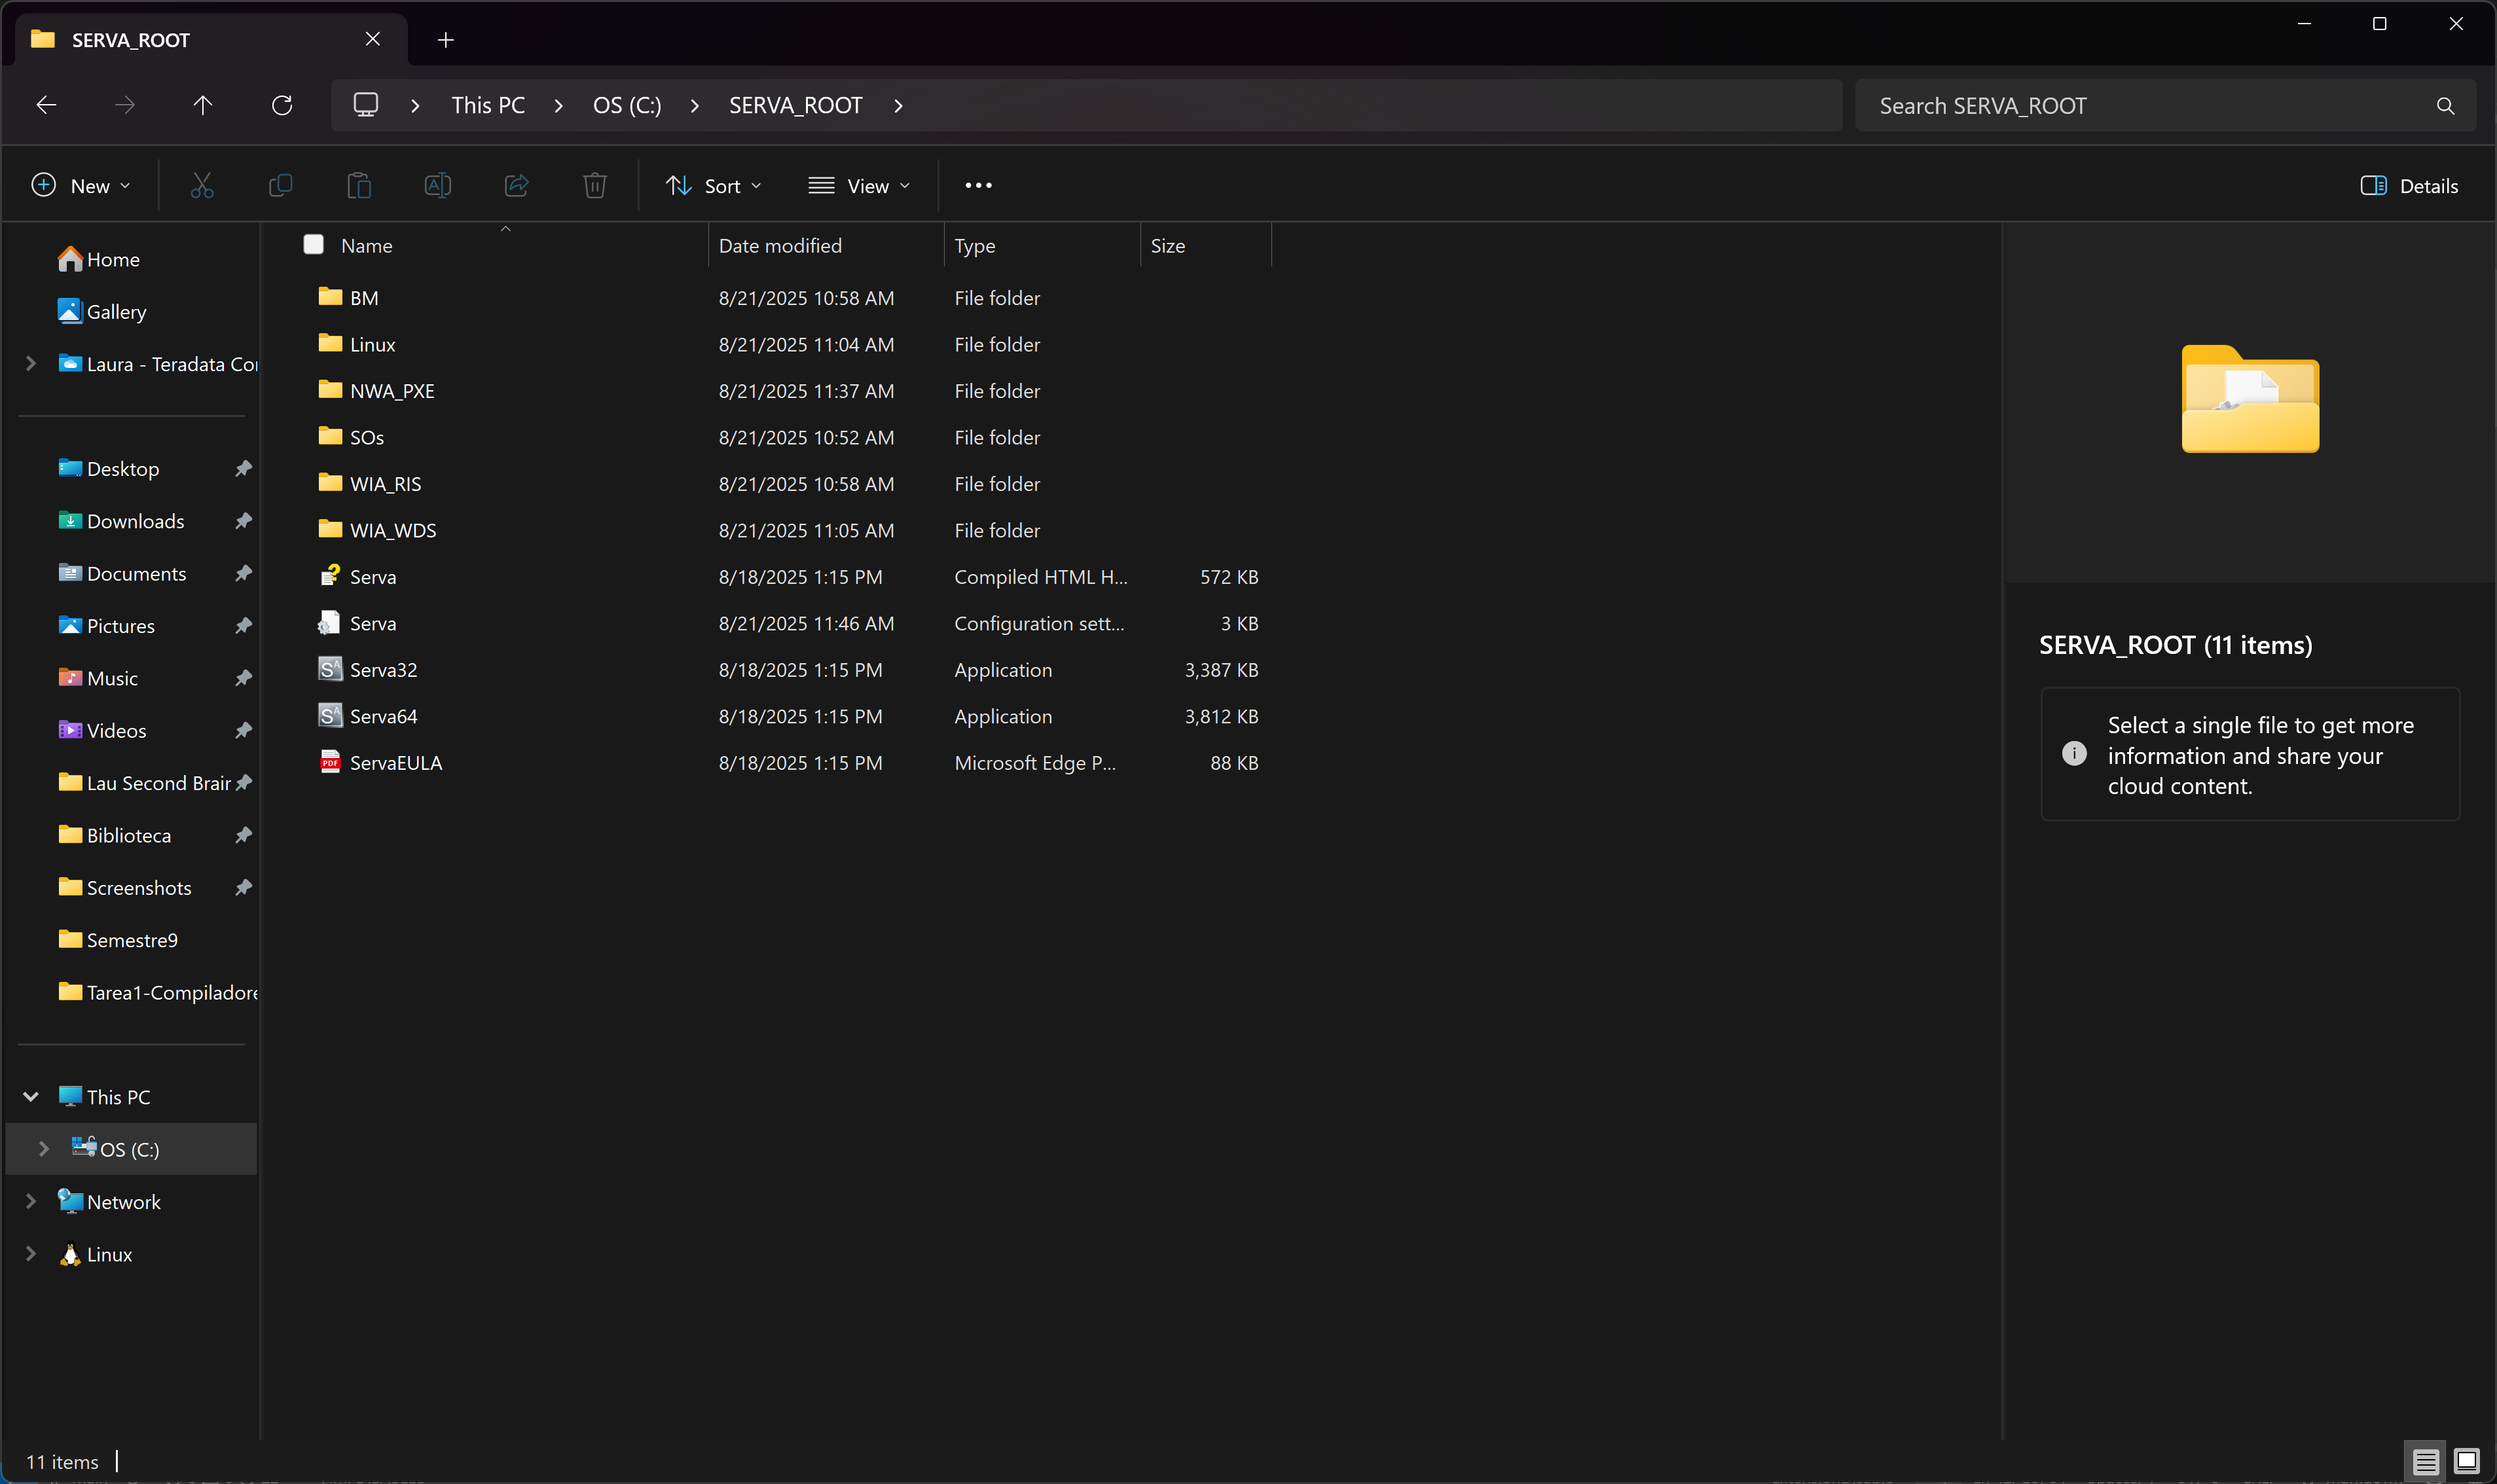 SERVA_ROOT
This PC > OS (C:) > SERVA_ROOT >
Search SERVA_ROOT
New
Sort
View
Details
Home
Gallery
Laura - Teradata Cor
Desktop
Downloads
Documents
Pictures
Music
Videos
Lau Second Brair
Biblioteca
Screenshots
Semestre9
Tarea1-Compiladore
This PC
OS (C:)
Network
Linux
Name Date modified Type Size
BM 8/21/2025 10:58 AM File folder
Linux 8/21/2025 11:04 AM File folder
NWA_PXE 8/21/2025 11:37 AM File folder
SOs 8/21/2025 10:52 AM File folder
WIA_RIS 8/21/2025 10:58 AM File folder
WIA_WDS 8/21/2025 11:05 AM File folder
Serva 8/18/2025 1:15 PM Compiled HTML H... 572 KB
Serva 8/21/2025 11:46 AM Configuration sett... 3 KB
Serva32 8/18/2025 1:15 PM Application 3,387 KB
Serva64 8/18/2025 1:15 PM Application 3,812 KB
PDF ServaEULA 8/18/2025 1:15 PM Microsoft Edge P... 88 KB
SERVA_ROOT (11 items)
Select a single file to get more
information and share your
cloud content.
11 items